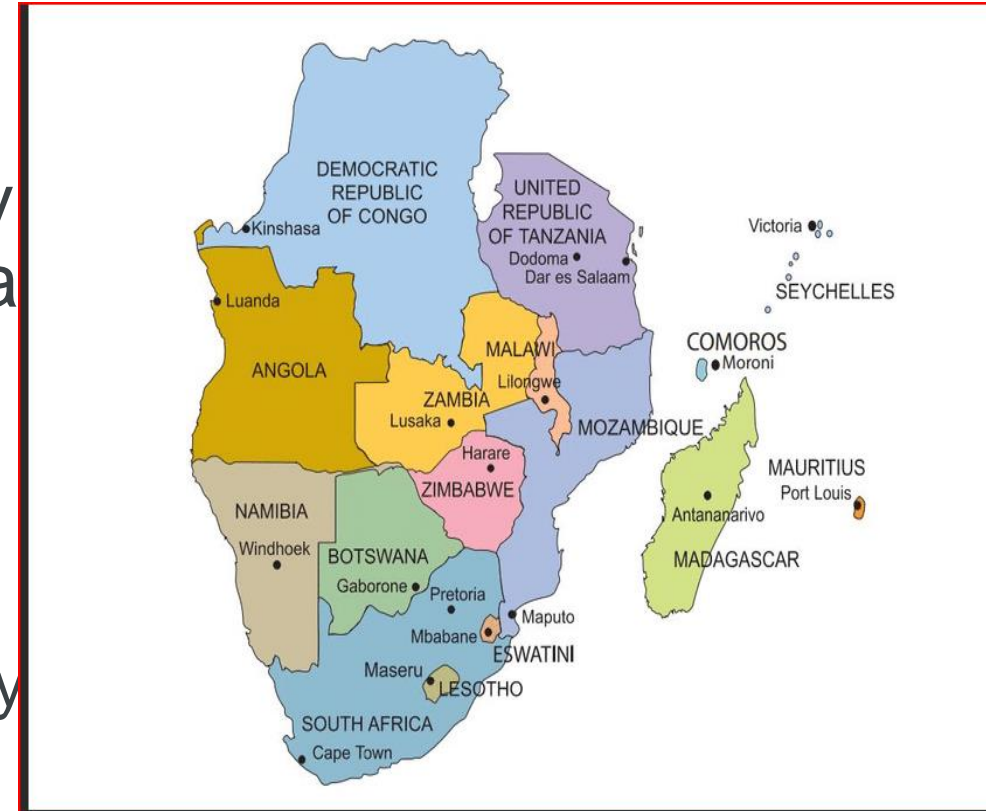 y
a
y
DEMOCRATIC
REPUBLIC
OF CONGO
Kinshasa
UNITED
REPUBLIC
OF TANZANIA
Dodoma
Dar es Salaam
Victoria
SEYCHELLES
Luanda
ANGOLA
MALAWI
Lilongwe
ZAMBIA
Lusaka
COMOROS
Moroni
MOZAMBIQUE
Harare
ZIMBABWE
MAURITIUS
Port Louis
Antananarivo
MADAGASCAR
NAMIBIA
Windhoek
BOTSWANA
Gaborone
Pretoria
Maputo
Mbabane
ESWATINI
Maseru
LESOTHO
SOUTH AFRICA
Cape Town